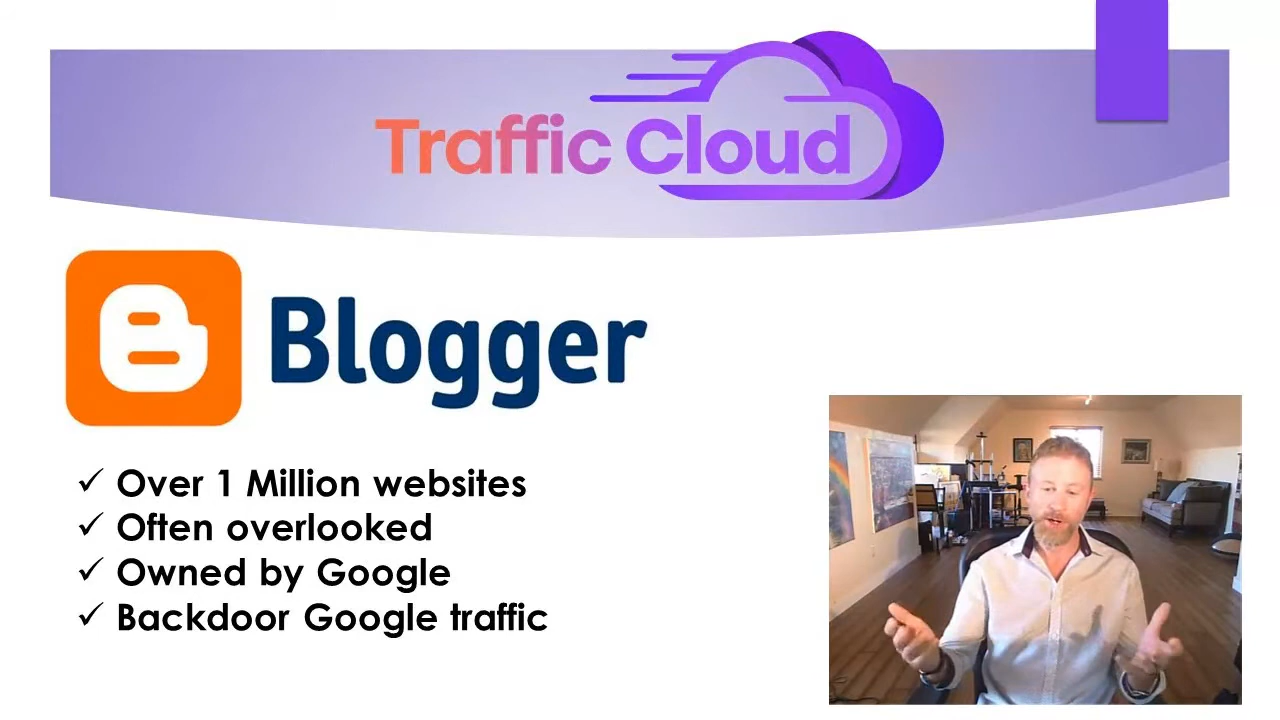 Traffic Cloud
Blogger
✓ Over 1 Million websites
✓ Often overlooked
✓ Owned by Google
✓ Backdoor Google traffic